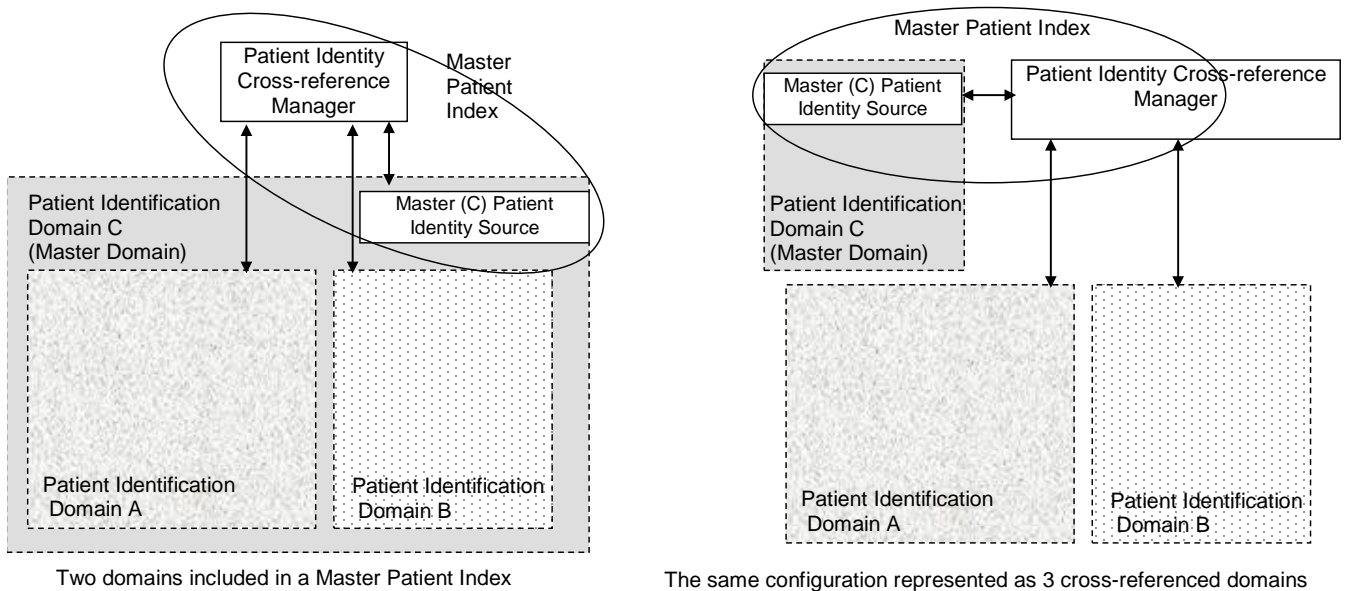 Patient Identity
Cross-reference
Manager
Master
Patient
Index
Patient Identification
Domain C
(Master Domain)
Master (C) Patient
Identity Source
Patient Identification
Domain A
Patient Identification
Domain B
Two domains included in a Master Patient Index
Master Patient Index
Master (C) Patient
Identity Source
Patient Identity Cross-reference
Manager
Patient Identification
Domain C
(Master Domain)
Patient Identification
Domain A
Patient Identification
Domain B
The same configuration represented as 3 cross-referenced domains